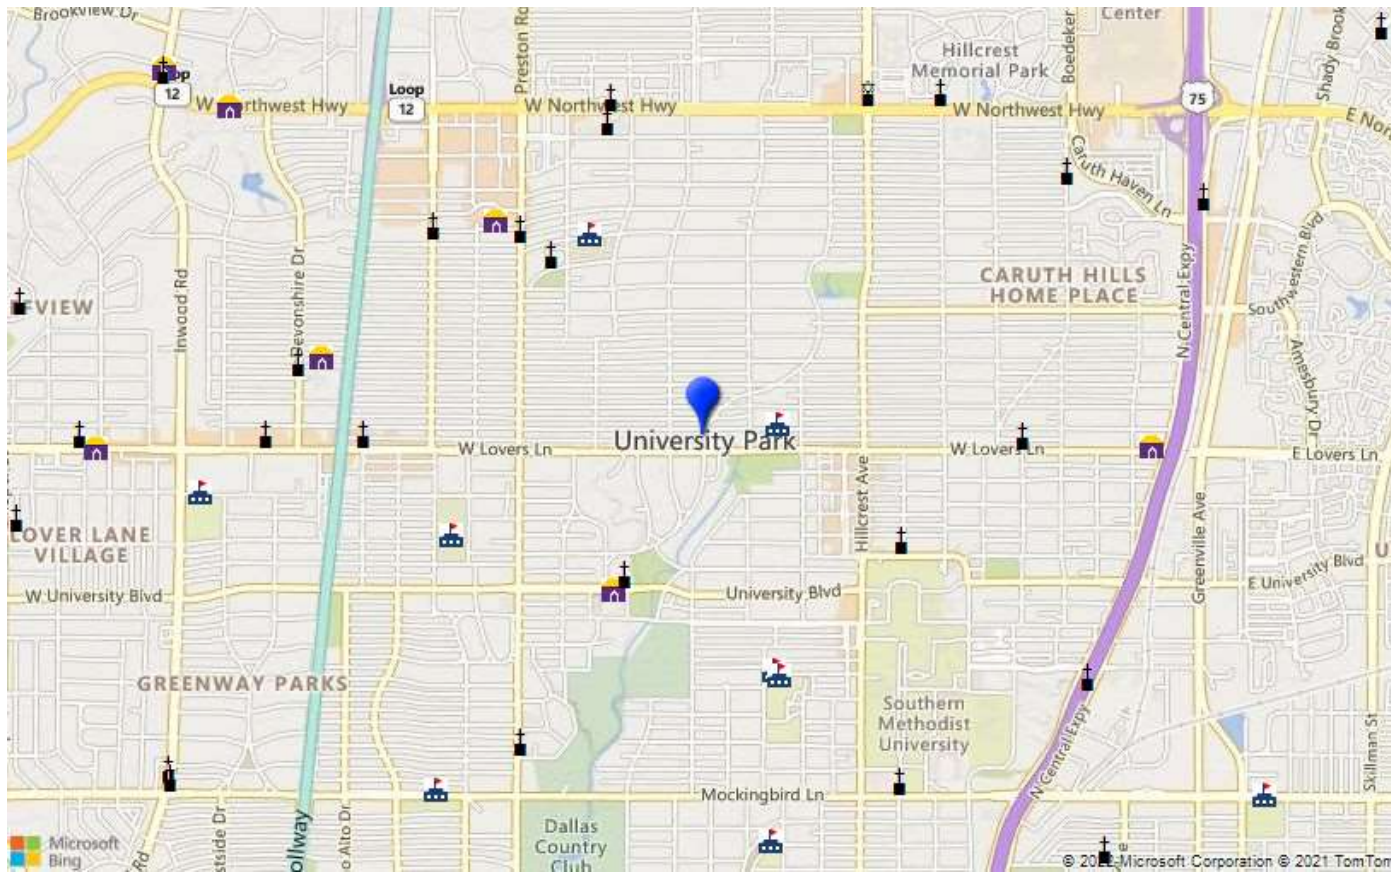 Brookview Dr
Preston Rd
Boedeker
Center
Shady Brook
Hillcrest
Memorial Park
Loop
12
Loop
12
W Northwest Hwy
W Northwest Hwy
W Northwest Hwy
75
Caruth Haven Ln
Inwood Rd
Devonshire Dr
CARUTH HILLS
HOME PLACE
N Central Expy
Southwestern Blvd
Amesbury Dr
University Park
W Lovers Ln
W Lovers Ln
E Lovers Ln
Hillcrest Ave
Greenville Ave
VILLAGE
W University Blvd
University Blvd
E University Blvd
GREENWAY PARKS
Southern
Methodist
University
N Central Expy
Skillman St
Mockingbird Ln
Dallas
Country
Club
Microsoft
Bing
Microsoft Corporation © 2021 TomTom